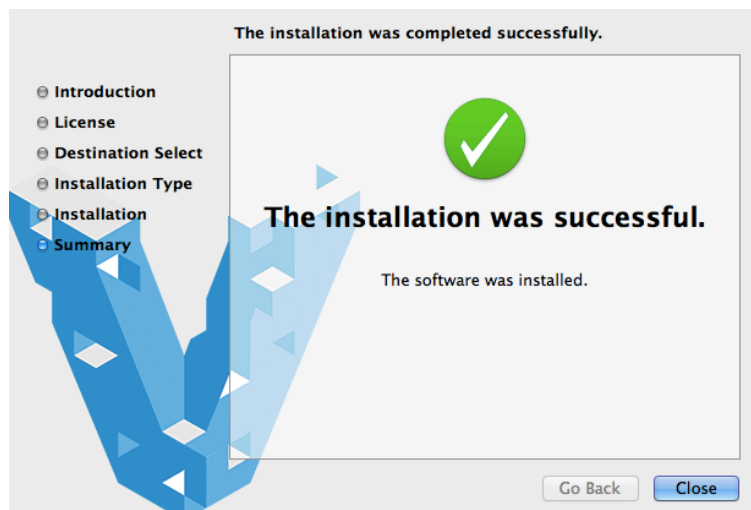 The installation was completed successfully.
Introduction
License
Destination Select
Installation Type
Installation
Summary
The installation was successful.
The software was installed.
Go Back
Close